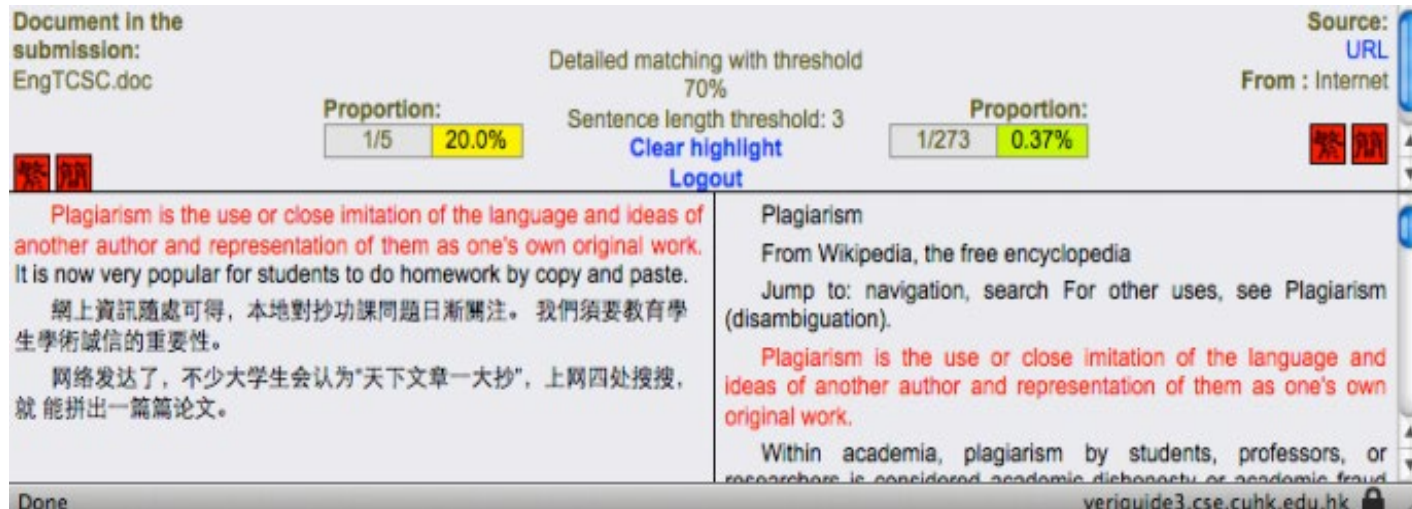 Document in the
submission:
EngTCSC.doc
Proportion:
1/5 20.0%
繁 簡
Detailed matching with threshold
70%
Sentence length threshold: 3
Clear highlight
Logout
Proportion:
1/273 0.37%
Source:
URL
From : Internet
繁 簡
Plagiarism is the use or close imitation of the language and ideas of
another author and representation of them as one's own original work.
It is now very popular for students to do homework by copy and paste.
網上資訊隨處可得，本地對抄功課問題日漸關注。 我們須要教育學
生學術誠信的重要性。
网络发达了，不少大学生会认为“天下文章一大抄”，上网四处搜搜，
就 能拼出一篇篇论文。
Plagiarism
From Wikipedia, the free encyclopedia
Jump to: navigation, search For other uses, see Plagiarism
(disambiguation).
Plagiarism is the use or close imitation of the language and
ideas of another author and representation of them as one's own
original work.
Within academia, plagiarism by students, professors, or
researchers is considered academic dishonesty or academic fraud
Done
veriguide3.cse.cuhk.edu.hk